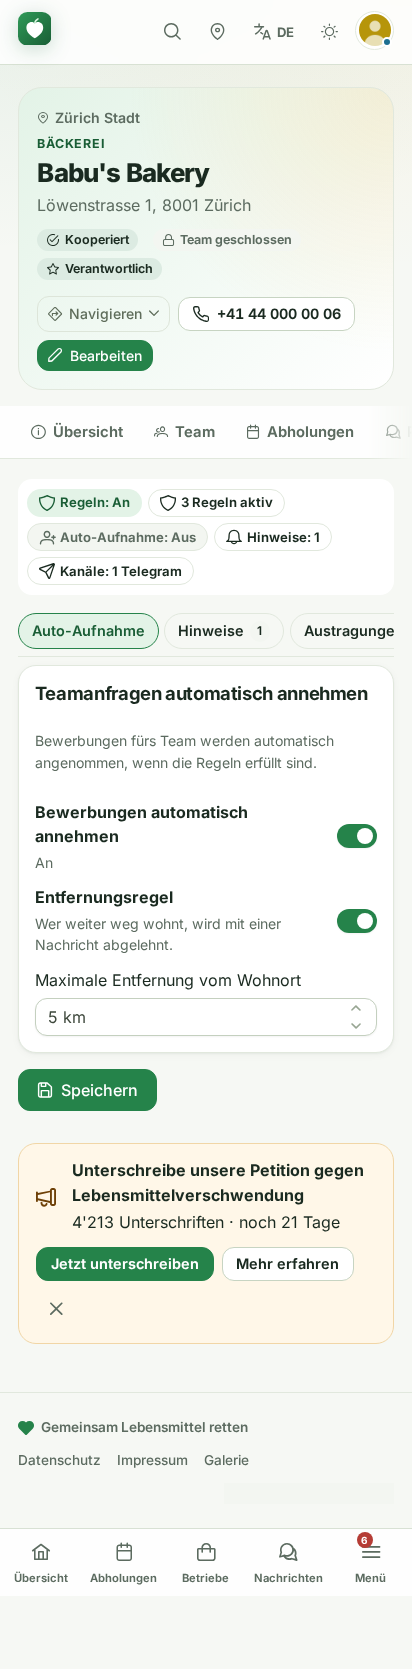 DE
Zürich Stadt
BÄCKEREI
Babu's Bakery
Löwenstrasse 1, 8001 Zürich
Kooperiert
Team geschlossen
Verantwortlich
Navigieren
+41 44 000 00 06
Bearbeiten
Übersicht
Team
Abholungen
Regeln: An
3 Regeln aktiv
Auto-Aufnahme: Aus
Hinweise: 1
Kanäle: 1 Telegram
Auto-Aufnahme
Hinweise 1
Austragunge
Teamanfragen automatisch annehmen
Bewerbungen fürs Team werden automatisch
angenommen, wenn die Regeln erfüllt sind.
Bewerbungen automatisch
annehmen
An
Entfernungsregel
Wer weiter weg wohnt, wird mit einer
Nachricht abgelehnt.
Maximale Entfernung vom Wohnort
5 km
Speichern
Unterschreibe unsere Petition gegen
Lebensmittelverschwendung
4'213 Unterschriften · noch 21 Tage
Jetzt unterschreiben
Mehr erfahren
Gemeinsam Lebensmittel retten
Datenschutz Impressum Galerie
6
Übersicht
Abholungen
Betriebe
Nachrichten
Menü